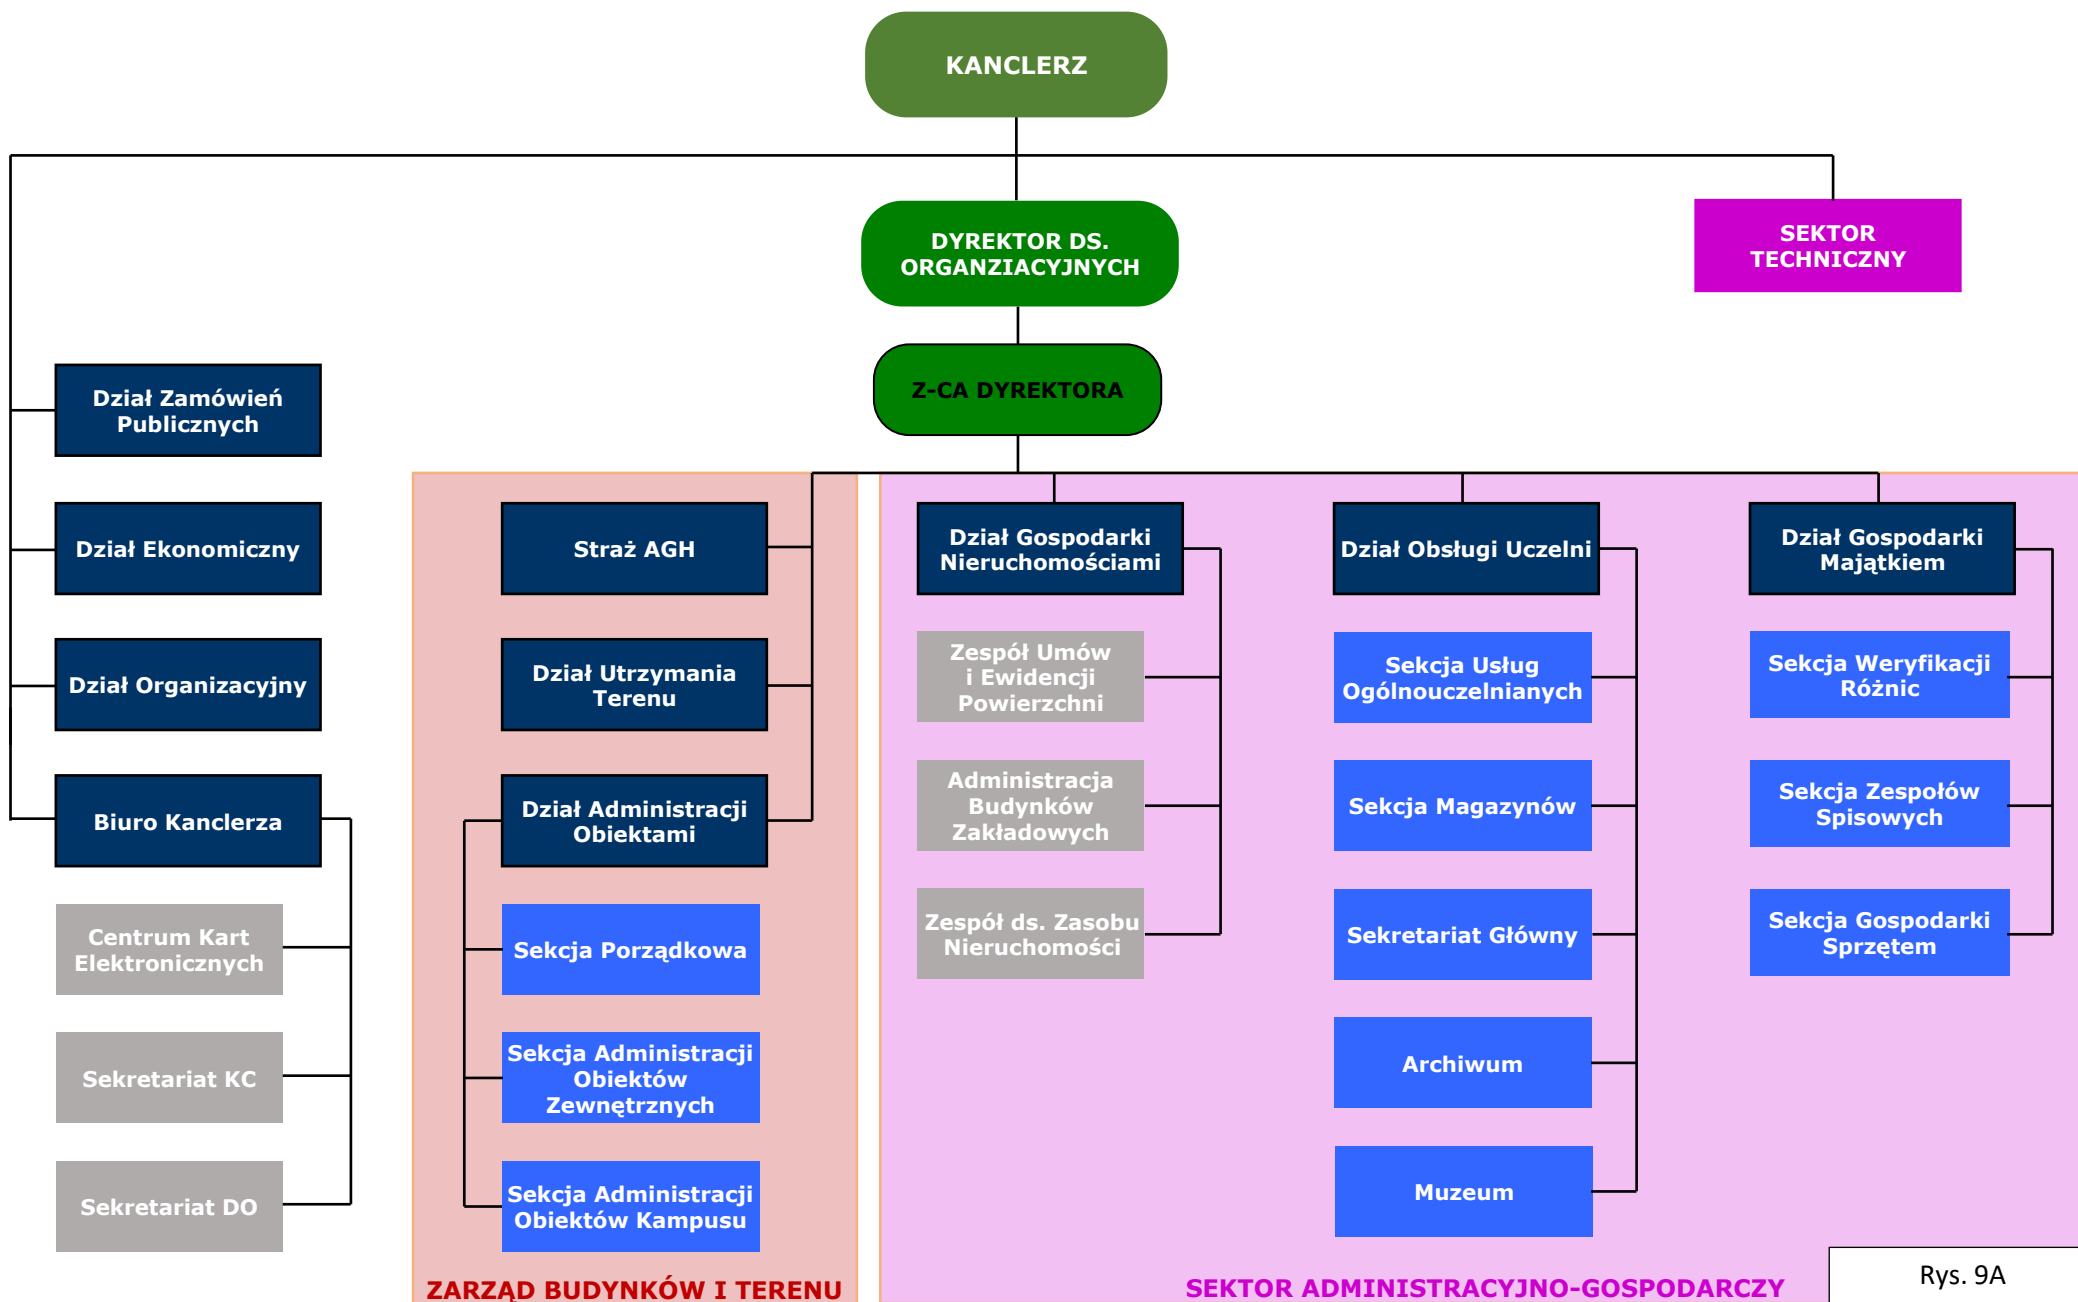 KANCLERZ
DYREKTOR DS.
ORGANZIACYJNYCH
SEKTOR
TECHNICZNY
Z-CA DYREKTORA
Dział Zamówień
Publicznych
Dział Ekonomiczny
Dział Organizacyjny
Biuro Kanclerza
Centrum Kart
Elektronicznych
Sekretariat KC
Sekretariat DO
Straż AGH
Dział Utrzymania
Terenu
Dział Administracji
Obiektami
Sekcja Porządkowa
Sekcja Administracji
Obiektów
Zewnętrznych
Sekcja Administracji
Obiektów Kampusu
ZARZĄD BUDYNKÓW I TERENU
Dział Gospodarki
Nieruchomościami
Zespół Umów
i Ewidencji
Powierzchni
Administracja
Budynków
Zakładowych
Zespół ds. Zasobu
Nieruchomości
Dział Obsługi Uczelni
Sekcja Usług
Ogólnouczelnianych
Sekcja Magazynów
Sekretariat Główny
Archiwum
Muzeum
Dział Gospodarki
Majątkiem
Sekcja Weryfikacji
Różnic
Sekcja Zespołów
Spisowych
Sekcja Gospodarki
Sprzętem
SEKTOR ADMINISTRACYJNO-GOSPODARCZY
Rys. 9A